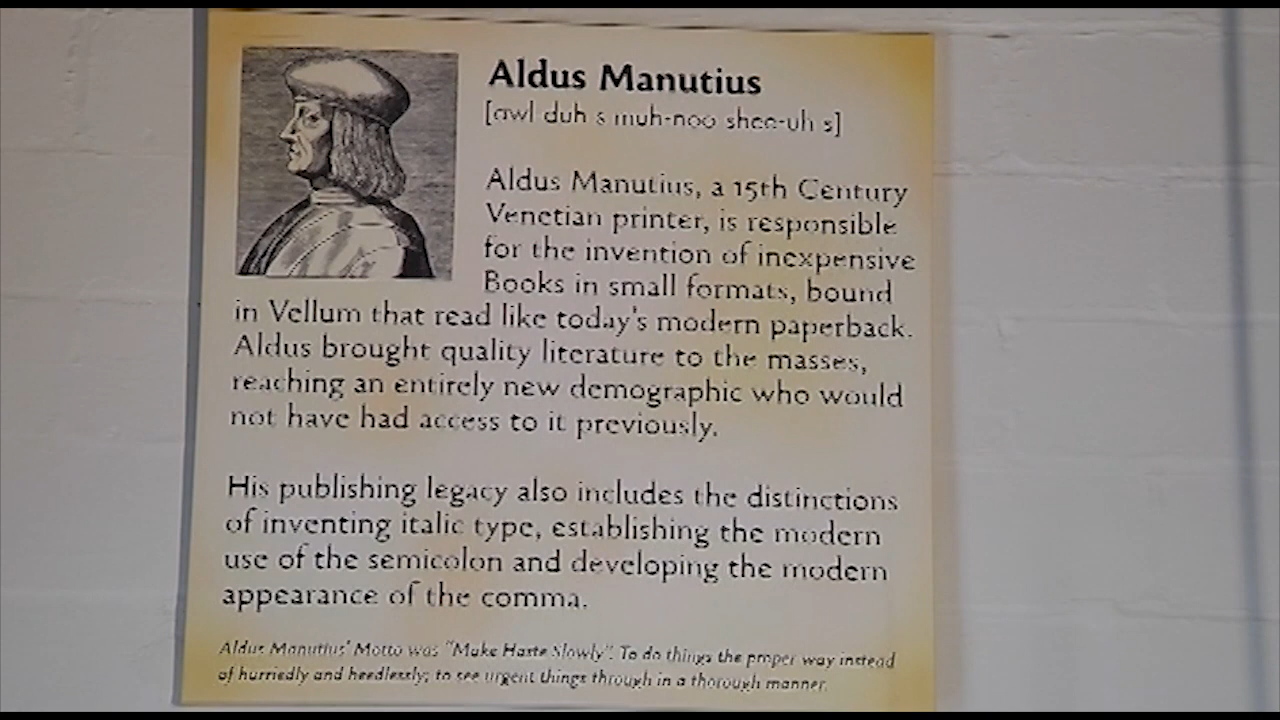 Aldus Manutius
[awl duh s muh-noo shee-uh s]
Aldus Manutius, a 15th Century
Venetian printer, is responsible
for the invention of inexpensive
Books in small formats, bound
in Vellum that read like today's modern paperback.
Aldus brought quality literature to the masses,
reaching an entirely new demographic who would
not have had access to it previously.
His publishing legacy also includes the distinctions
of inventing italic type, establishing the modern
use of the semicolon and developing the modern
appearance of the comma.
Aldus Manutius' Motto was "Make Haste Slowly". To do things the proper way instead
of hurriedly and heedlessly; to see urgent things through in a thorough manner.